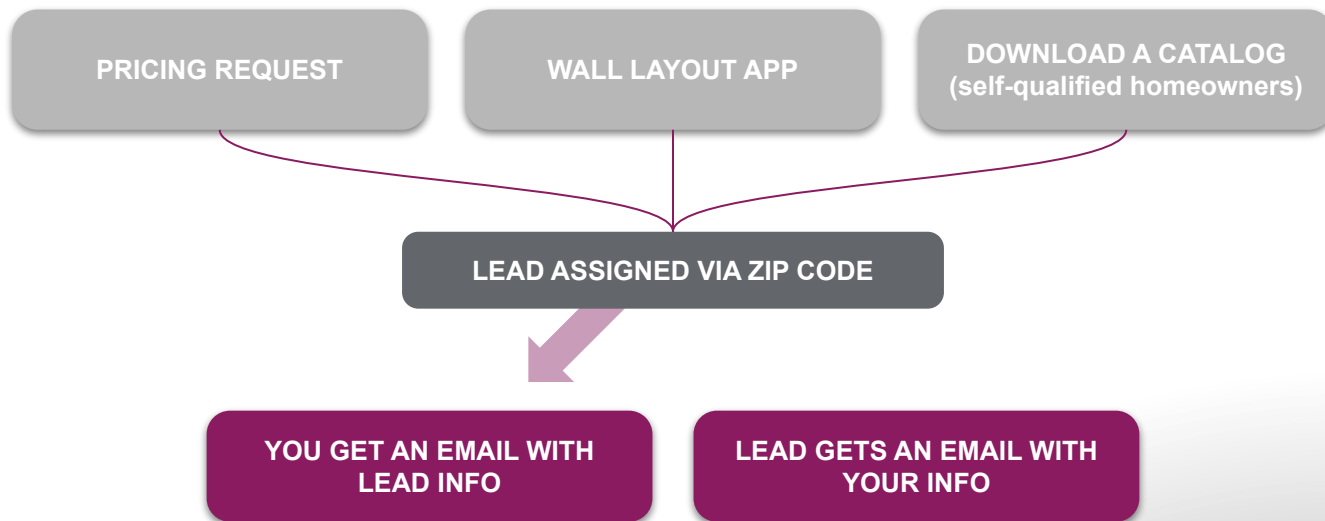 PRICING REQUEST
WALL LAYOUT APP
DOWNLOAD A CATALOG
(self-qualified homeowners)
LEAD ASSIGNED VIA ZIP CODE
YOU GET AN EMAIL WITH
LEAD INFO
LEAD GETS AN EMAIL WITH
YOUR INFO